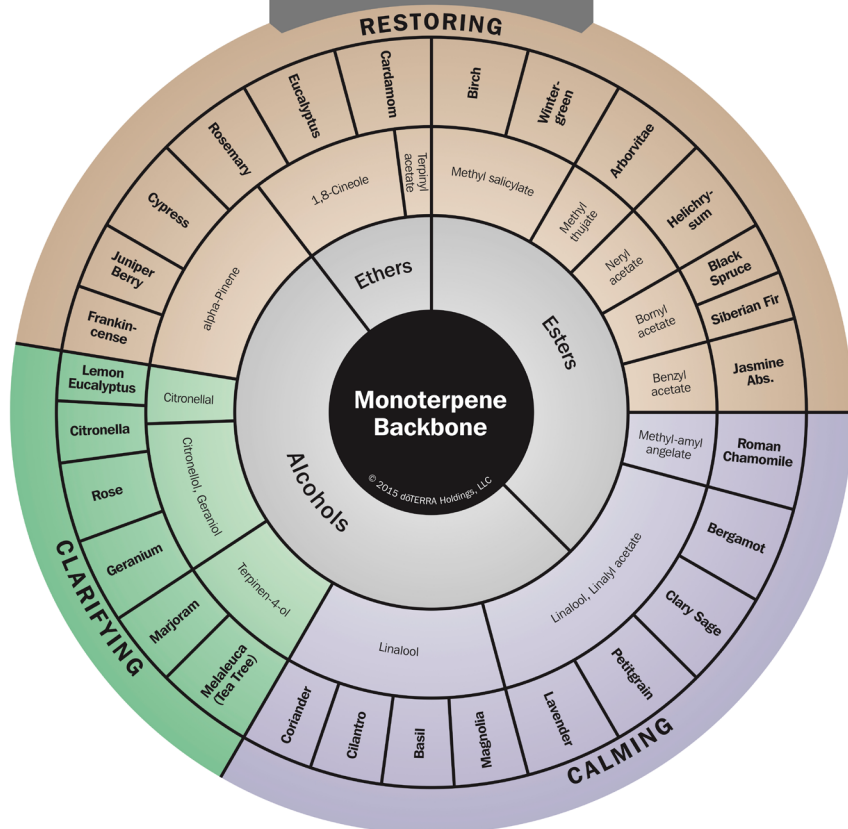 RESTORING
Cardamom
Birch
Winter-
green
Arborvitae
Helichry-
sum
Black
Spruce
Siberian Fir
Jasmine
Abs.
Roman
Chamomile
Bergamot
Clary Sage
Petitgrain
Lavender
Magnolia
Basil
Cilantro
Coriander
Melaleuca
(Tea Tree)
Marjoram
Geranium
Rose
Citronella
Lemon
Eucalyptus
Frankin-
cense
Juniper
Berry
Cypress
Rosemary
Eucalyptus
Terpinyl
acetate
Methyl salicylate
Methyl
thujate
Neryl
acetate
Bornyl
acetate
Benzyl
acetate
Methyl-amyl
angelate
Linalool, Linalyl acetate
Linalool
Terpinen-4-ol
Citronellol, Geraniol
Citronellal
alpha-Pinene
1,8-Cineole
Ethers
Esters
Alcohols
Monoterpene
Backbone
© 2015 dōTERRA Holdings, LLC
CLARIFYING
CALMING